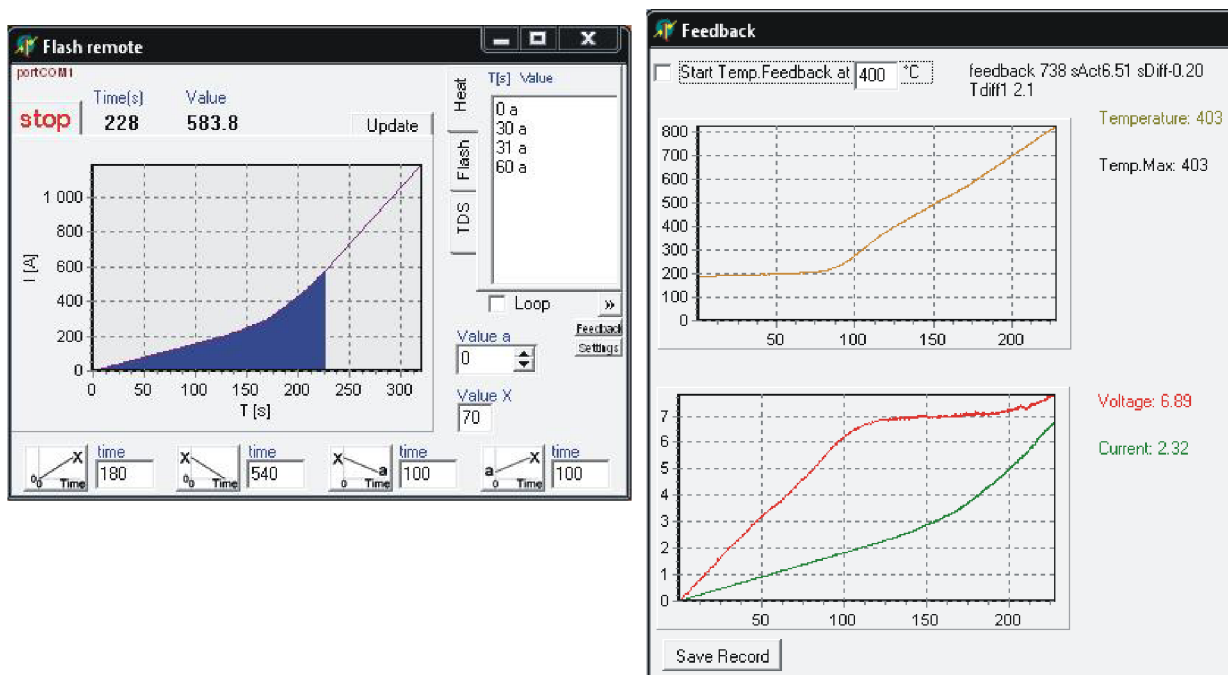 Flash remote
portCOM1
stop
Time(s) Value
228 583.8
Update
Heat
Flash
TDS
T[s] Value
0 a
30 a
31 a
60 a
Loop
»
Feedback
Settings
Value a
0
Value X
70
I [A]
1 000
800
600
400
200
0
0 50 100 150 200 250 300
T [s]
X 0 0 Time
time
180
X 0 0 Time
time
540
X a Time
time
100
a X Time
time
100
Feedback
Start Temp.Feedback at 400 °C
feedback 738 sAct6.51 sDiff-0.20
Tdiff1 2.1
Temperature: 403
Temp.Max: 403
800
700
600
500
400
300
200
100
0
50 100 150 200
Voltage: 6.89
Current: 2.32
7
6
5
4
3
2
1
0
50 100 150 200
Save Record